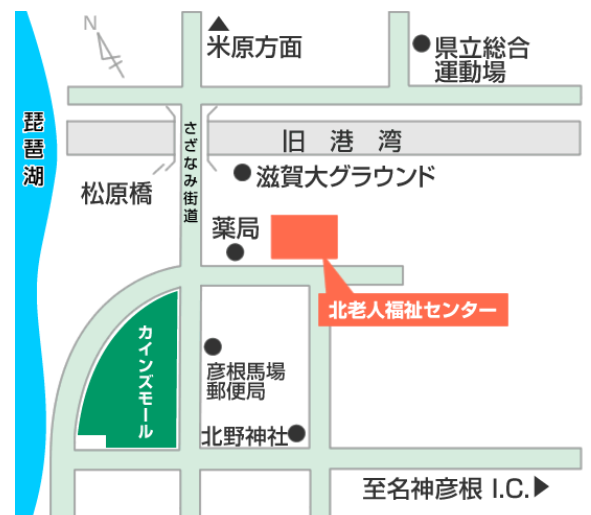 N
▲
米原方面
●県立総合
運動場
琵琶湖
さざなみ街道
旧港湾
松原橋
●滋賀大グラウンド
薬局
●
北老人福祉センター
カインズモール
●
彦根馬場
郵便局
北野神社●
至名神彦根 I.C.▶